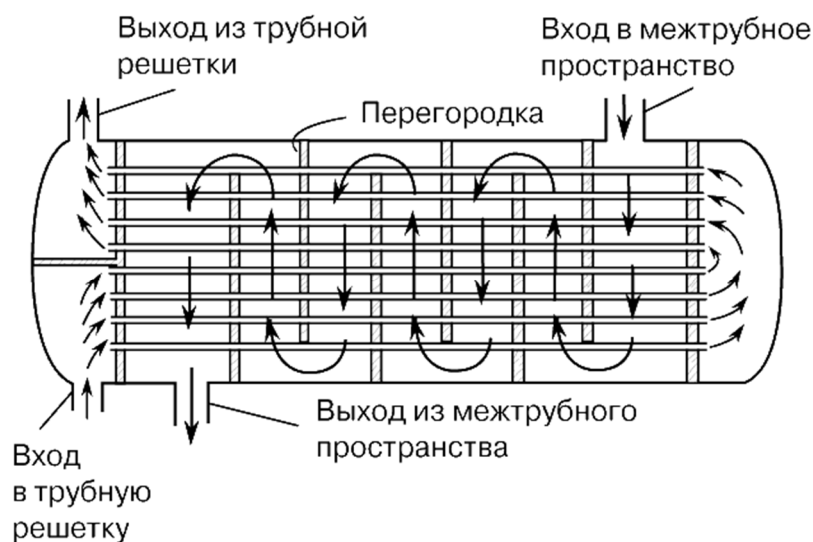 Выход из трубной
решетки
Вход в межтрубное
пространство
Перегородка
Выход из межтрубного
пространства
Вход
в трубную
решетку